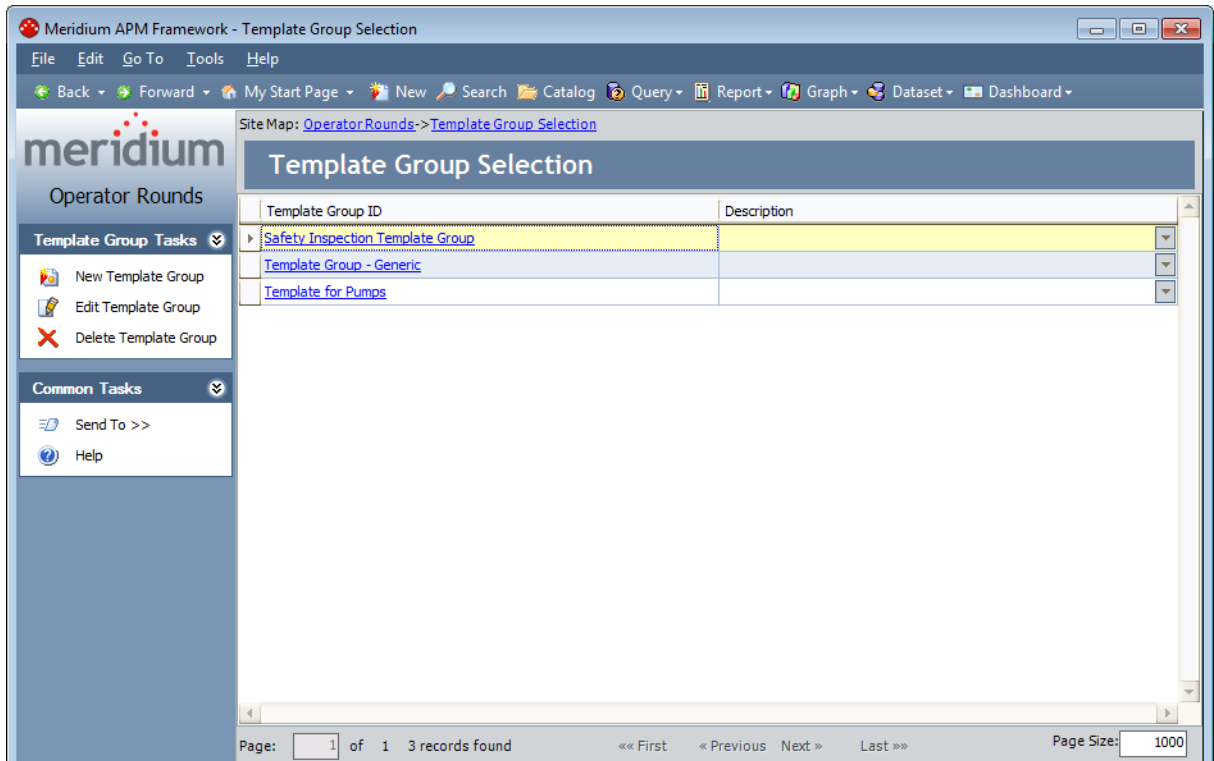 Meridium APM Framework - Template Group Selection
File Edit Go To Tools Help
Back Forward My Start Page New Search Catalog Query Report Graph Dataset Dashboard
Site Map: Operator Rounds->Template Group Selection
meridium
Template Group Selection
Operator Rounds
Template Group ID Description
Template Group Tasks
Safety Inspection Template Group
Template Group - Generic
Template for Pumps
New Template Group
Edit Template Group
Delete Template Group
Common Tasks
Send To >>
Help
Page: 1 of 1 3 records found «« First « Previous Next » Last »» Page Size: 1000